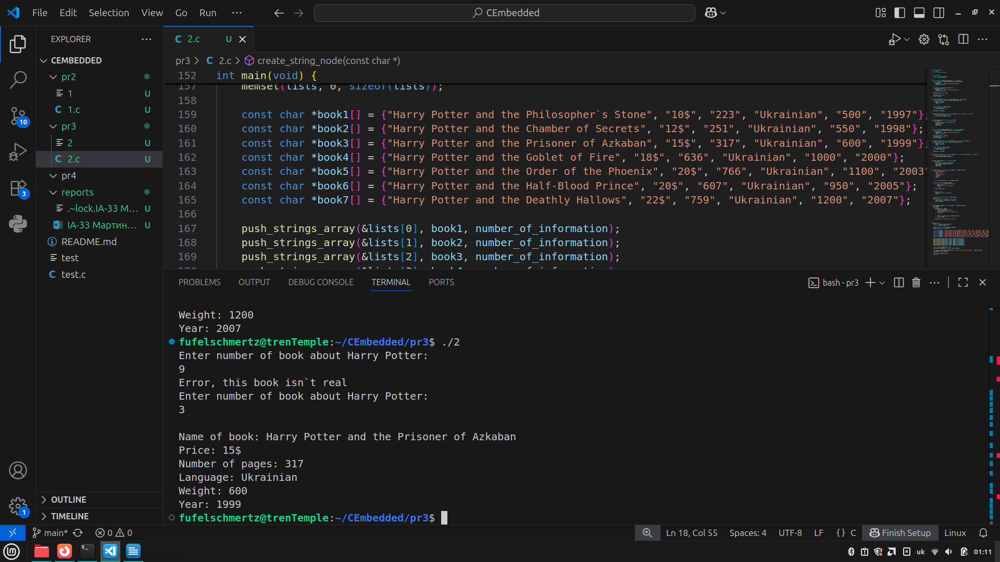 File Edit Selection View Go Run ···
CEmbedded
EXPLORER
CEMBEDDED
pr2
1 U
1.c U
pr3
2 U
2.c U
pr4
reports
.~lock.IA-33 M... U
IA-33 Мартин... U
README.md
test
test.c
OUTLINE
TIMELINE
10
3
1
2.c U
pr3 > 2.c > create_string_node(const char *)
152 int main(void) {
157 memset(lists, 0, sizeof(lists));
158
159 const char *book1[] = {"Harry Potter and the Philosopher`s Stone", "10$", "223", "Ukrainian", "500", "1997"}
160 const char *book2[] = {"Harry Potter and the Chamber of Secrets", "12$", "251", "Ukrainian", "550", "1998"};
161 const char *book3[] = {"Harry Potter and the Prisoner of Azkaban", "15$", "317", "Ukrainian", "600", "1999"}
162 const char *book4[] = {"Harry Potter and the Goblet of Fire", "18$", "636", "Ukrainian", "1000", "2000"};
163 const char *book5[] = {"Harry Potter and the Order of the Phoenix", "20$", "766", "Ukrainian", "1100", "2003"
164 const char *book6[] = {"Harry Potter and the Half-Blood Prince", "20$", "607", "Ukrainian", "950", "2005"};
165 const char *book7[] = {"Harry Potter and the Deathly Hallows", "22$", "759", "Ukrainian", "1200", "2007"};
166
167 push_strings_array(&lists[0], book1, number_of_information);
168 push_strings_array(&lists[1], book2, number_of_information);
169 push_strings_array(&lists[2], book3, number_of_information);
PROBLEMS OUTPUT DEBUG CONSOLE TERMINAL PORTS
bash - pr3
Weight: 1200
Year: 2007
fufelschmertz@trenTemple:~/CEmbedded/pr3$ ./2
Enter number of book about Harry Potter:
9
Error, this book isn`t real
Enter number of book about Harry Potter:
3
Name of book: Harry Potter and the Prisoner of Azkaban
Price: 15$
Number of pages: 317
Language: Ukrainian
Weight: 600
Year: 1999
fufelschmertz@trenTemple:~/CEmbedded/pr3$
main* 0 0 Ln 18, Col 55 Spaces: 4 UTF-8 LF {} C Finish Setup Linux
uk 01:11